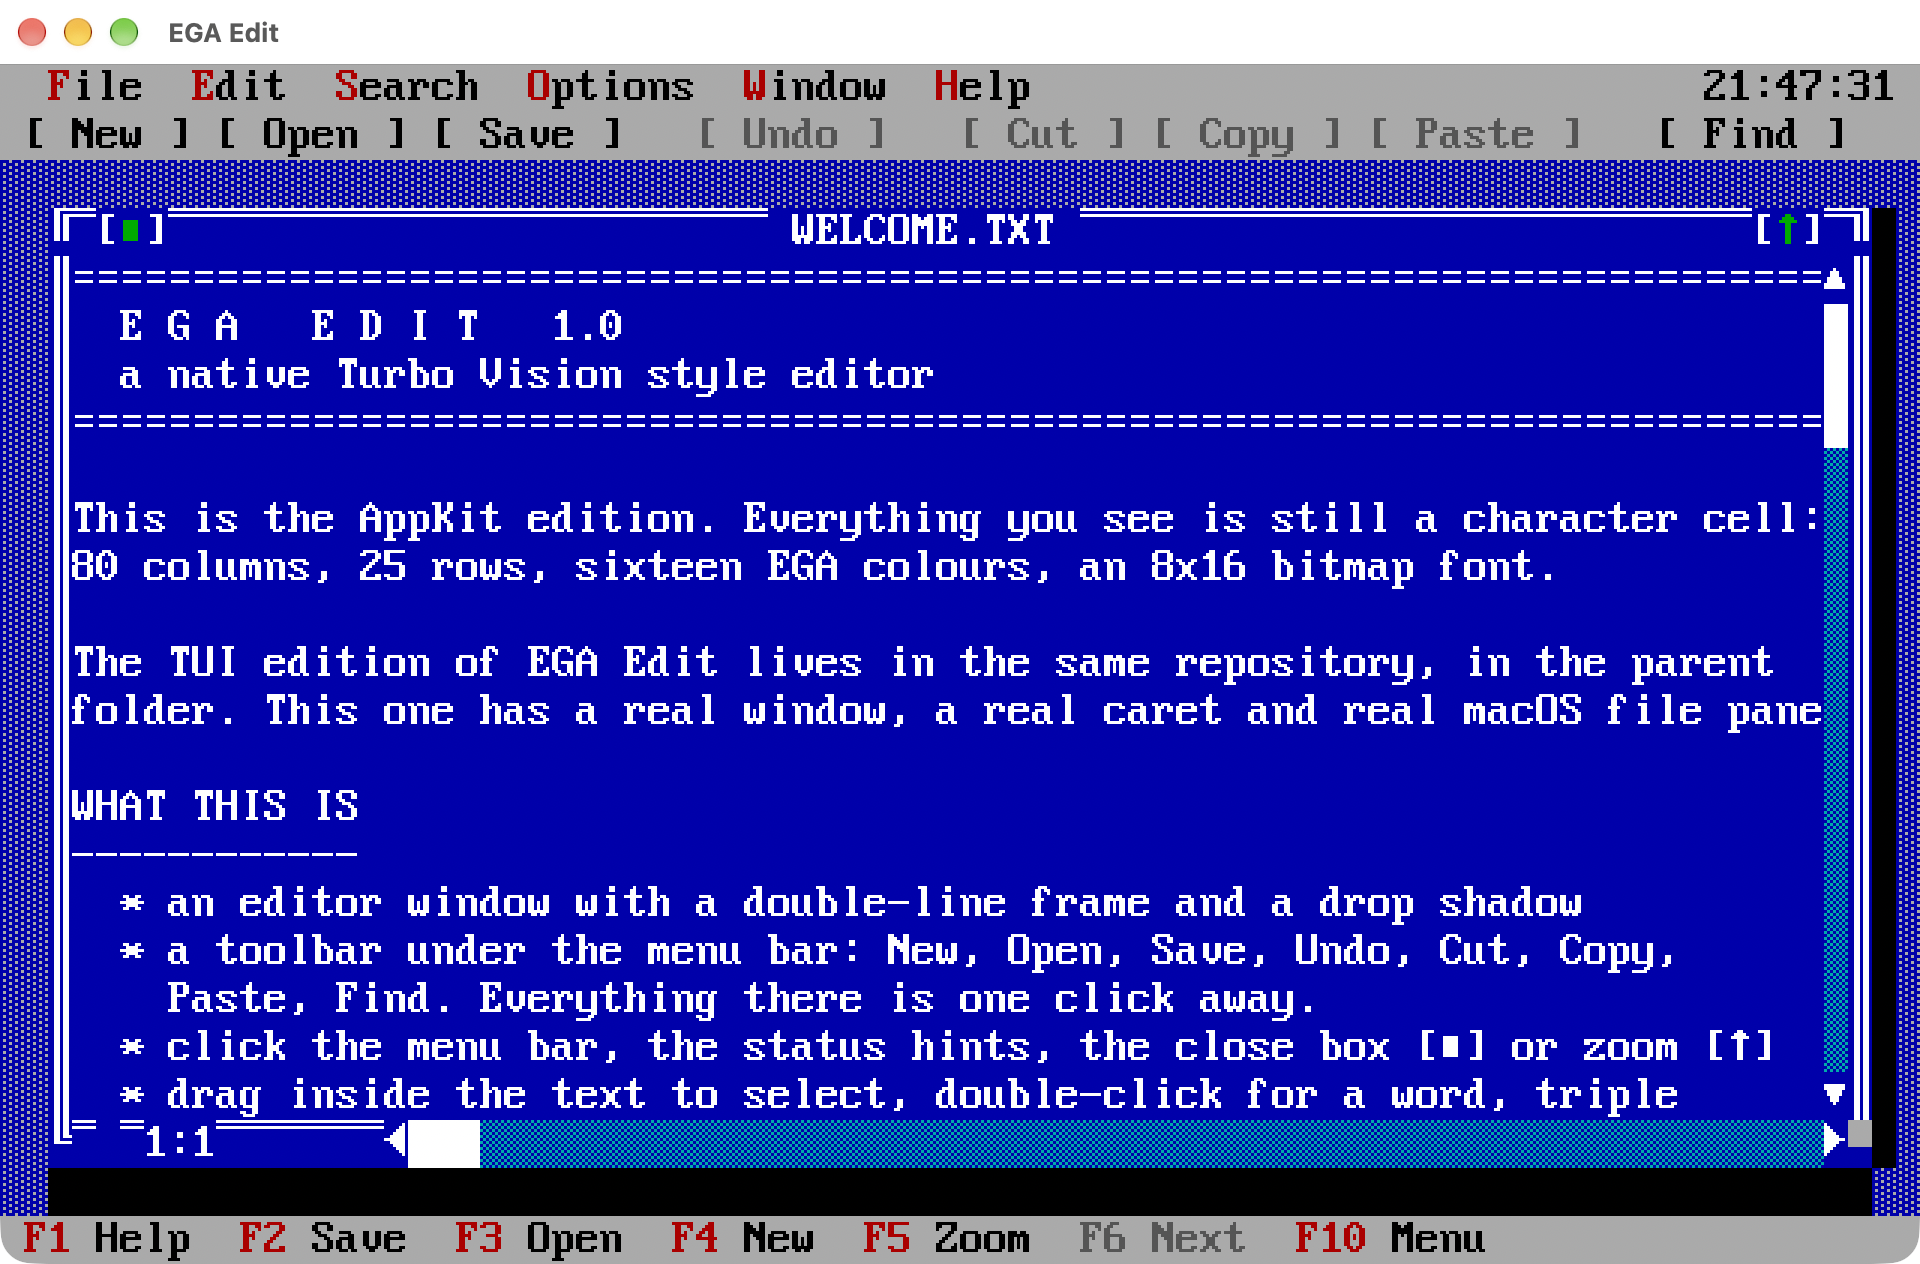 EGA Edit
File Edit Search Options Window Help 21:47:31
[ New ] [ Open ] [ Save ] [ Undo ] [ Cut ] [ Copy ] [ Paste ] [ Find ]
[■] WELCOME.TXT [↑]
=========================================================================
E G A   E D I T   1.0
a native Turbo Vision style editor
=========================================================================
This is the AppKit edition. Everything you see is still a character cell:
80 columns, 25 rows, sixteen EGA colours, an 8x16 bitmap font.
The TUI edition of EGA Edit lives in the same repository, in the parent
folder. This one has a real window, a real caret and real macOS file pane
WHAT THIS IS
------------
* an editor window with a double-line frame and a drop shadow
* a toolbar under the menu bar: New, Open, Save, Undo, Cut, Copy,
Paste, Find. Everything there is one click away.
* click the menu bar, the status hints, the close box [■] or zoom [↑]
* drag inside the text to select, double-click for a word, triple
1:1
F1 Help F2 Save F3 Open F4 New F5 Zoom F6 Next F10 Menu